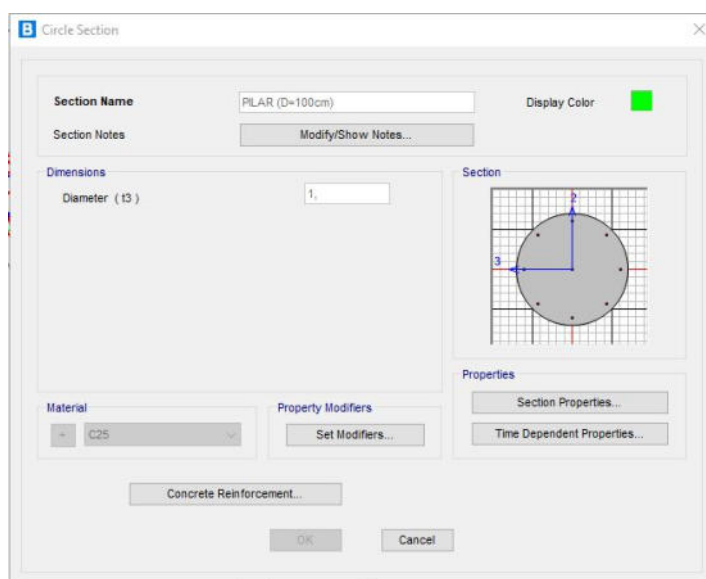 B Circle Section
Section Name PILAR (D=100cm) Display Color
Section Notes Modify/Show Notes...
Dimensions
Diameter ( t3 ) 1,
Section
2
3
Properties
Section Properties...
Time Dependent Properties...
Material
+ C25
Property Modifiers
Set Modifiers...
Concrete Reinforcement...
OK Cancel